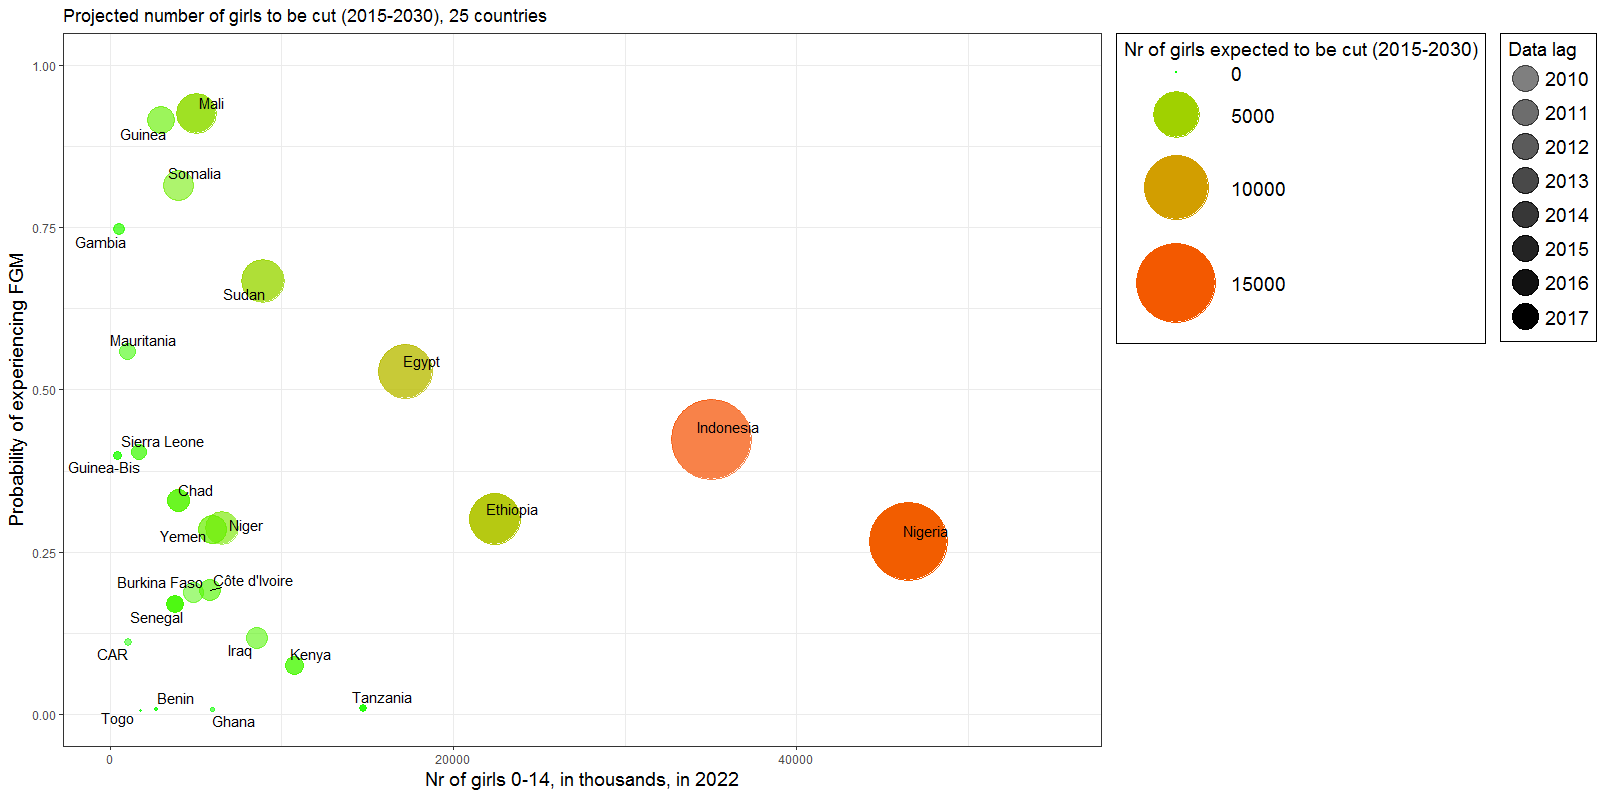 Projected number of girls to be cut (2015-2030), 25 countries
Probability of experiencing FGM
1.00
0.75
0.50
0.25
0.00
Mali
Guinea
Somalia
Gambia
Sudan
Mauritania
Egypt
Indonesia
Sierra Leone
Guinea-Bis
Chad
Ethiopia
Niger
Yemen
Nigeria
Burkina Faso
Côte d'Ivoire
Senegal
Iraq
CAR
Kenya
Benin
Tanzania
Togo
Ghana
0
20000
40000
Nr of girls 0-14, in thousands, in 2022
Nr of girls expected to be cut (2015-2030)
0
5000
10000
15000
Data lag
2010
2011
2012
2013
2014
2015
2016
2017